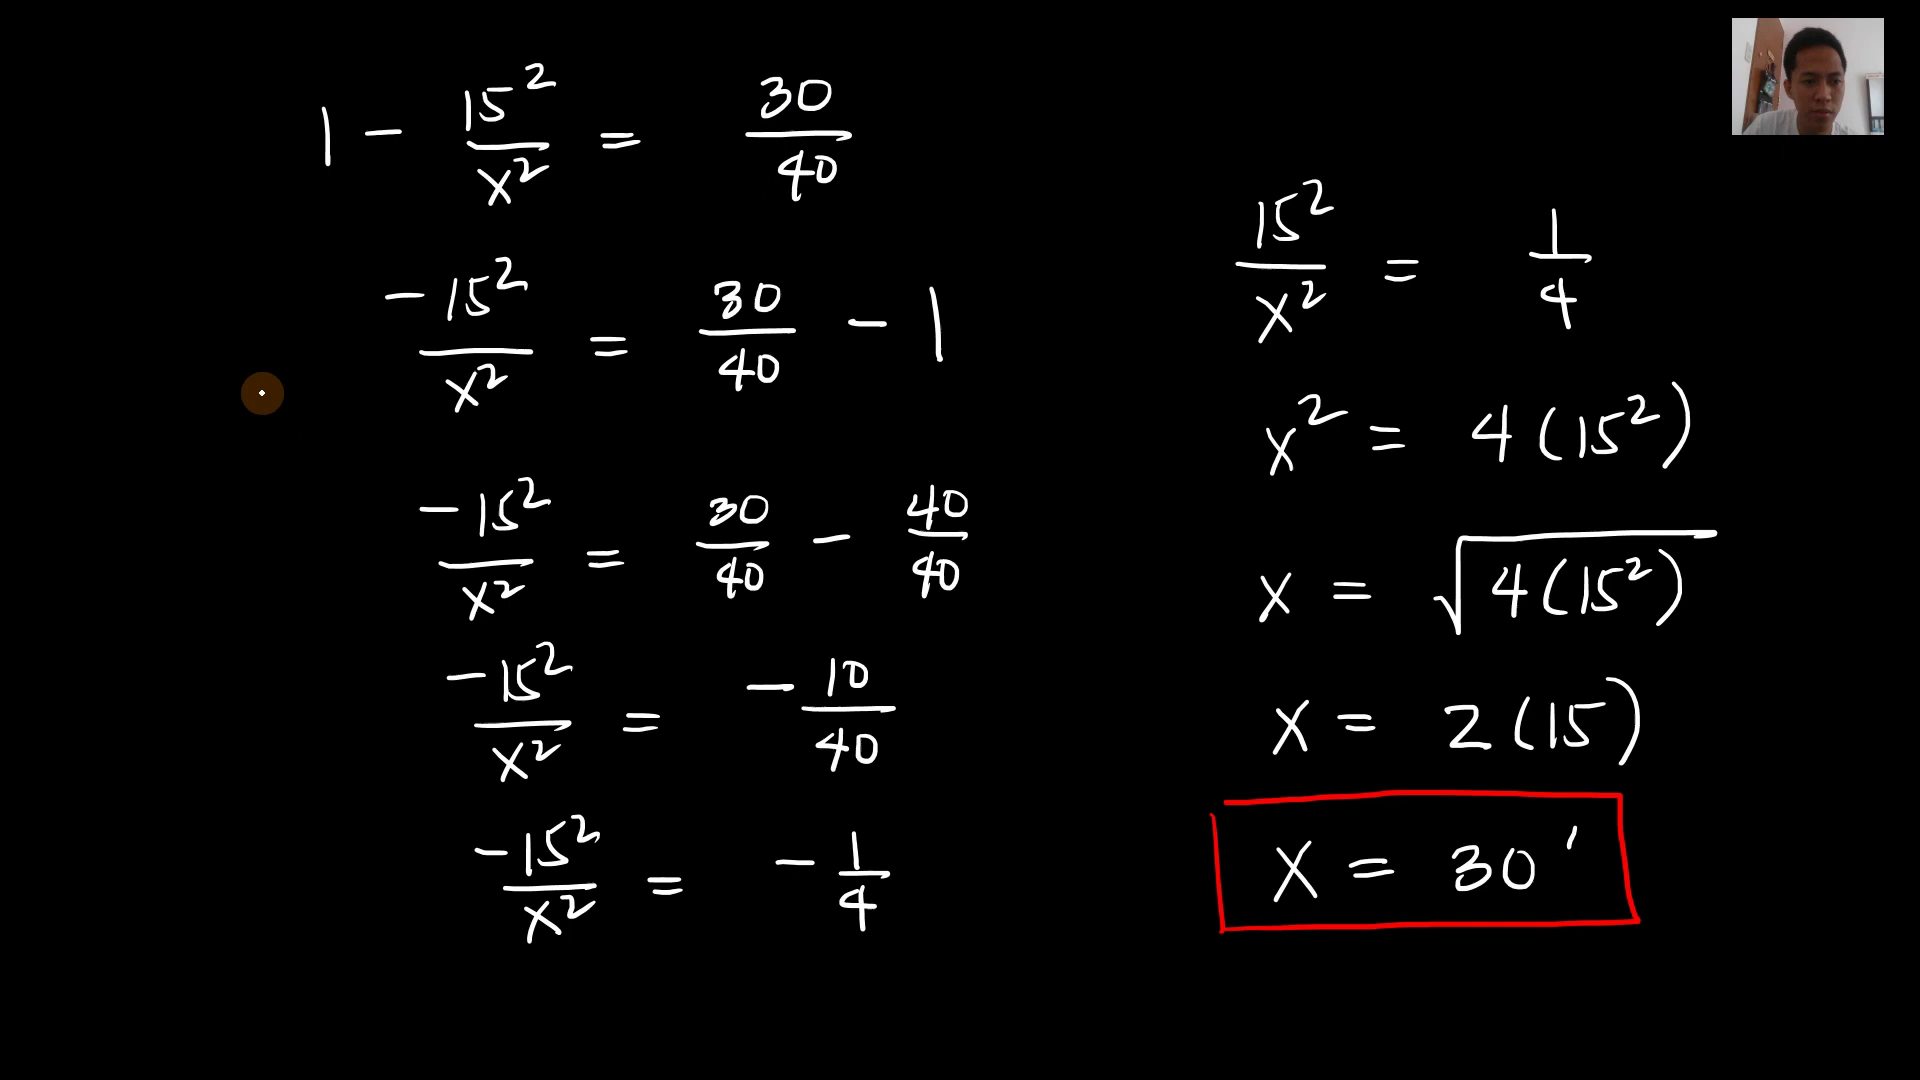 1 - 15²/x² = 30/40
-15²/x² = 30/40 - 1
-15²/x² = 30/40 - 40/40
-15²/x² = -10/40
-15²/x² = -1/4
15²/x² = 1/4
x² = 4(15²)
x = √4(15²)
x = 2(15)
x = 30'